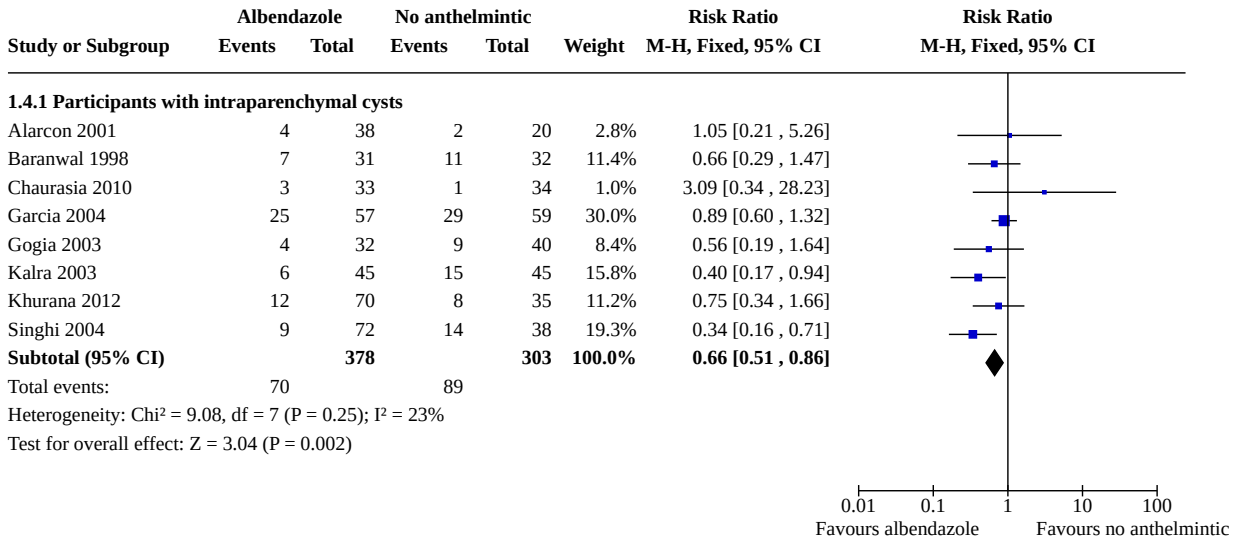 Albendazole No anthelmintic Risk Ratio Risk Ratio
Study or Subgroup Events Total Events Total Weight M-H, Fixed, 95% CI M-H, Fixed, 95% CI
1.4.1 Participants with intraparenchymal cysts
Alarcon 2001 4 38 2 20 2.8% 1.05 [0.21 , 5.26]
Baranwal 1998 7 31 11 32 11.4% 0.66 [0.29 , 1.47]
Chaurasia 2010 3 33 1 34 1.0% 3.09 [0.34 , 28.23]
Garcia 2004 25 57 29 59 30.0% 0.89 [0.60 , 1.32]
Gogia 2003 4 32 9 40 8.4% 0.56 [0.19 , 1.64]
Kalra 2003 6 45 15 45 15.8% 0.40 [0.17 , 0.94]
Khurana 2012 12 70 8 35 11.2% 0.75 [0.34 , 1.66]
Singhi 2004 9 72 14 38 19.3% 0.34 [0.16 , 0.71]
Subtotal (95% CI) 378 303 100.0% 0.66 [0.51 , 0.86]
Total events: 70 89
Heterogeneity: Chi² = 9.08, df = 7 (P = 0.25); I² = 23%
Test for overall effect: Z = 3.04 (P = 0.002)
0.01 0.1 1 10 100
Favours albendazole Favours no anthelmintic